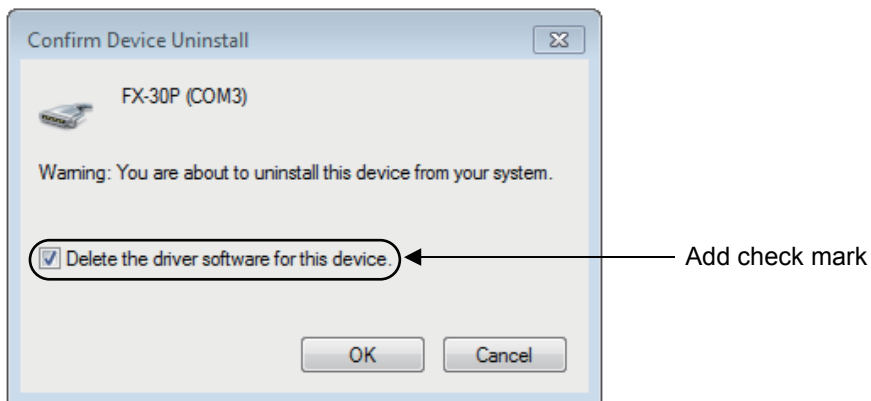 Confirm Device Uninstall
FX-30P (COM3)
Warning: You are about to uninstall this device from your system.
Delete the driver software for this device.
Add check mark
OK
Cancel